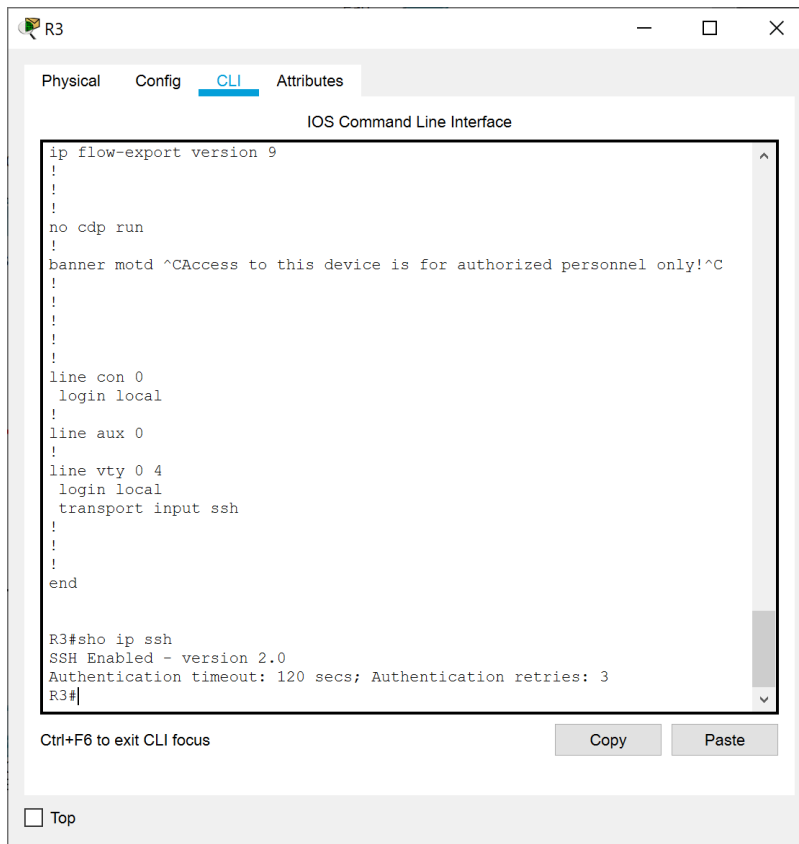 R3
Physical Config CLI Attributes
IOS Command Line Interface
ip flow-export version 9
!
!
!
no cdp run
!
banner motd ^CAccess to this device is for authorized personnel only!^C
!
!
!
!
!
line con 0
 login local
!
line aux 0
!
line vty 0 4
 login local
 transport input ssh
!
!
!
end
R3#sho ip ssh
SSH Enabled - version 2.0
Authentication timeout: 120 secs; Authentication retries: 3
R3#
Ctrl+F6 to exit CLI focus
Copy Paste
Top